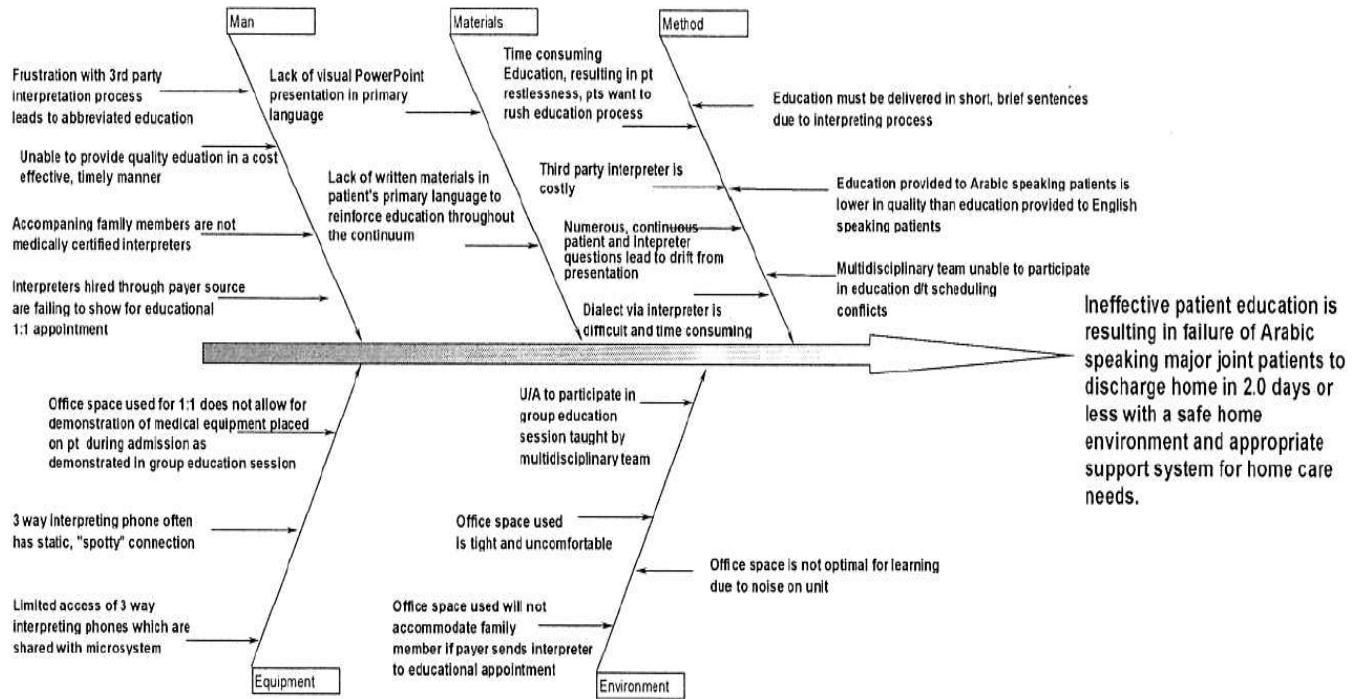 Man
Materials
Method
Frustration with 3rd party
interpretation process
leads to abbreviated education
Unable to provide quality eduation in a cost
effective, timely manner
Accompaning family members are not
medically certified interpreters
Interpreters hired through payer source
are failing to show for educational
1:1 appointment
Lack of visual PowerPoint
presentation in primary
language
Lack of written materials in
patient's primary language to
reinforce education throughout
the continuum
Time consuming
Education, resulting in pt
restlessness, pts want to
rush education process
Third party interpreter is
costly
Numerous, continuous
patient and Intepreter
questions lead to drift from
presentation
Dialect via interpreter is
difficult and time consuming
Education must be delivered in short, brief sentences
due to interpreting process
Education provided to Arabic speaking patients is
lower in quality than education provided to English
speaking patients
Multidisciplinary team unable to participate
in education d/t scheduling
conflicts
Ineffective patient education is
resulting in failure of Arabic
speaking major joint patients to
discharge home in 2.0 days or
less with a safe home
environment and appropriate
support system for home care
needs.
Office space used for 1:1 does not allow for
demonstration of medical equipment placed
on pt during admission as
demonstrated in group education session
3 way interpreting phone often
has static, "spotty" connection
Limited access of 3 way
interpreting phones which are
shared with microsystem
U/A to participate in
group education
session taught by
multidisciplinary team
Office space used
is tight and uncomfortable
Office space is not optimal for learning
due to noise on unit
Office space used will not
accommodate family
member if payer sends interpreter
to educational appointment
Equipment
Environment